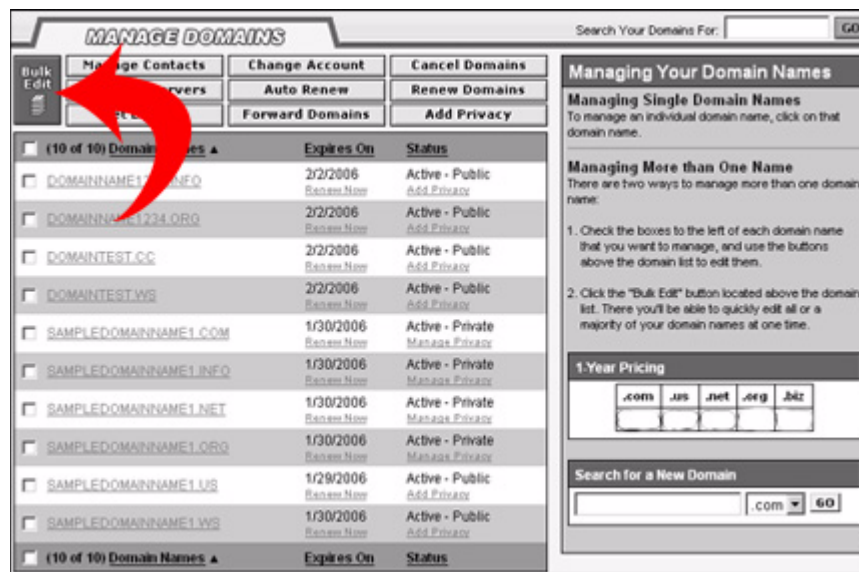 MANAGE DOMAINS
Search Your Domains For:
GO
Bulk
Edit
Manage Contacts
Change Account
Cancel Domains
Auto Renew
Renew Domains
Forward Domains
Add Privacy
(10 of 10) Domain Names ▲ Expires On Status
2/2/2006 Active - Public
Renew Now Add Privacy
DOMAINNAME1234.ORG 2/2/2006 Active - Public
Renew Now Add Privacy
DOMAINTEST.CC 2/2/2006 Active - Public
Renew Now Add Privacy
DOMAINTEST.WS 2/2/2006 Active - Public
Renew Now Add Privacy
SAMPLEDOMAINNAME1.COM 1/30/2006 Active - Private
Renew Now Manage Privacy
SAMPLEDOMAINNAME1.INFO 1/30/2006 Active - Private
Renew Now Manage Privacy
SAMPLEDOMAINNAME1.NET 1/30/2006 Active - Private
Renew Now Manage Privacy
SAMPLEDOMAINNAME1.ORG 1/30/2006 Active - Private
Renew Now Manage Privacy
SAMPLEDOMAINNAME1.US 1/29/2006 Active - Public
Renew Now Add Privacy
SAMPLEDOMAINNAME1.WS 1/30/2006 Active - Public
Renew Now Add Privacy
(10 of 10) Domain Names ▲ Expires On Status
Managing Your Domain Names
Managing Single Domain Names
To manage an individual domain name, click on that
domain name.
Managing More than One Name
There are two ways to manage more than one domain
name:
1. Check the boxes to the left of each domain name
that you want to manage, and use the buttons
above the domain list to edit them.
2. Click the "Bulk Edit" button located above the domain
list. There you'll be able to quickly edit all or a
majority of your domain names at one time.
1-Year Pricing
.com .us .net .org .biz
Search for a New Domain
.com GO